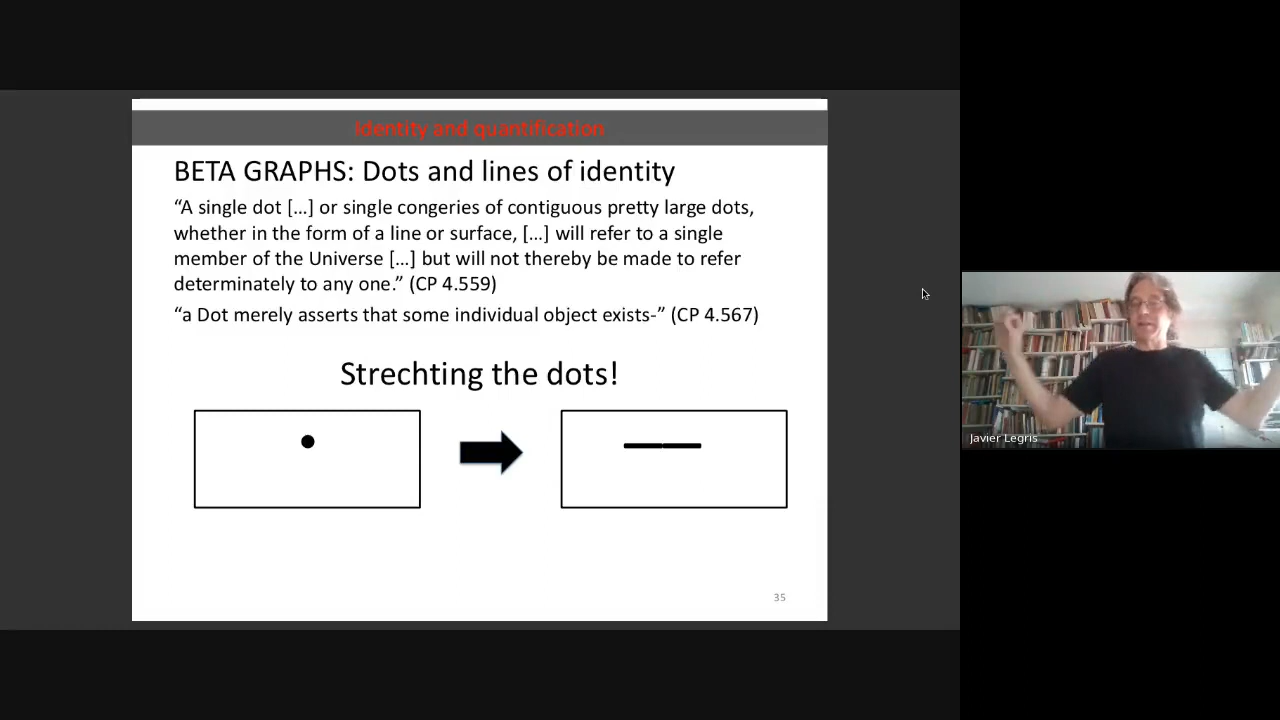 Identity and quantification
BETA GRAPHS: Dots and lines of identity
“A single dot […] or single congeries of contiguous pretty large dots,
whether in the form of a line or surface, […] will refer to a single
member of the Universe […] but will not thereby be made to refer
determinately to any one.” (CP 4.559)
“a Dot merely asserts that some individual object exists-” (CP 4.567)
Strechting the dots!
35
Javier Legris